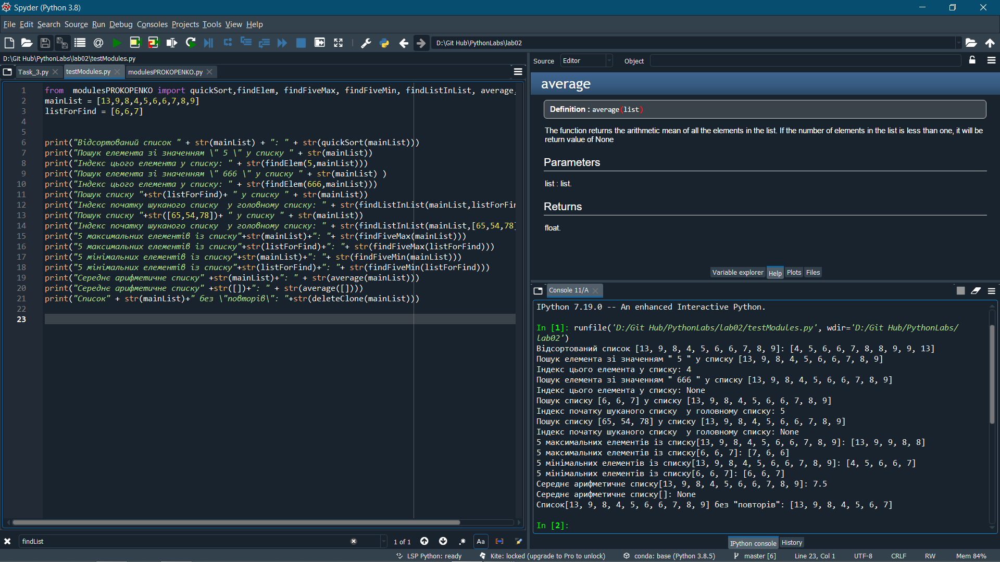 Spyder (Python 3.8)
File Edit Search Source Run Debug Consoles Projects Tools View Help
D:\Git Hub\PythonLabs\lab02
D:\Git Hub\PythonLabs\lab02\testModules.py
Task_3.py
testModules.py
modulesPROKOPENKO.py
1 from  modulesPROKOPENKO import quickSort,findElem, findFiveMax, findFiveMin, findListInList, average,
2 mainList = [13,9,8,4,5,6,6,7,8,9]
3 listForFind = [6,6,7]
4
5
6 print("Відсортований список " + str(mainList) + ": " + str(quickSort(mainList)))
7 print("Пошук елемента зі значенням \" 5 \" у списку " + str(mainList))
8 print("Індекс цього елемента у списку: " + str(findElem(5,mainList)))
9 print("Пошук елемента зі значенням \" 666 \" у списку " + str(mainList) )
10 print("Індекс цього елемента у списку: " + str(findElem(666,mainList)))
11 print("Пошук списку "+str(listForFind)+ " у списку " + str(mainList))
12 print("Індекс початку шуканого списку  у головному списку: " + str(findListInList(mainList,listForFin
13 print("Пошук списку "+str([65,54,78])+ " у списку " + str(mainList))
14 print("Індекс початку шуканого списку  у головному списку: " + str(findListInList(mainList,[65,54,78]
15 print("5 максимальних елементів із списку"+str(mainList)+": "+ str(findFiveMax(mainList)))
16 print("5 максимальних елементів із списку"+str(listForFind)+": "+ str(findFiveMax(listForFind)))
17 print("5 мінімальних елементів із списку"+str(mainList)+": "+ str(findFiveMin(mainList)))
18 print("5 мінімальних елементів із списку"+str(listForFind)+": "+ str(findFiveMin(listForFind)))
19 print("Середнє арифметичне списку" +str(mainList)+": " + str(average(mainList)))
20 print("Середнє арифметичне списку" +str([])+": " + str(average([])))
21 print("Список" + str(mainList)+" без \"повторів\": "+str(deleteClone(mainList)))
22
23
findList
1 of 1
Aa
Source Editor Object
average
Definition : average(list)
The function returns the arithmetic mean of all the elements in the list. If the number of elements in the list is less than one, it will be
return value of None
Parameters
list : list.
Returns
float.
Variable explorer Help Plots Files
Console 11/A
IPython 7.19.0 -- An enhanced Interactive Python.
In [1]: runfile('D:/Git Hub/PythonLabs/lab02/testModules.py', wdir='D:/Git Hub/PythonLabs/
lab02')
Відсортований список [13, 9, 8, 4, 5, 6, 6, 7, 8, 9]: [4, 5, 6, 6, 7, 8, 8, 9, 9, 13]
Пошук елемента зі значенням " 5 " у списку [13, 9, 8, 4, 5, 6, 6, 7, 8, 9]
Індекс цього елемента у списку: 4
Пошук елемента зі значенням " 666 " у списку [13, 9, 8, 4, 5, 6, 6, 7, 8, 9]
Індекс цього елемента у списку: None
Пошук списку [6, 6, 7] у списку [13, 9, 8, 4, 5, 6, 6, 7, 8, 9]
Індекс початку шуканого списку  у головному списку: 5
Пошук списку [65, 54, 78] у списку [13, 9, 8, 4, 5, 6, 6, 7, 8, 9]
Індекс початку шуканого списку  у головному списку: None
5 максимальних елементів із списку[13, 9, 8, 4, 5, 6, 6, 7, 8, 9]: [13, 9, 9, 8, 8]
5 максимальних елементів із списку[6, 6, 7]: [7, 6, 6]
5 мінімальних елементів із списку[13, 9, 8, 4, 5, 6, 6, 7, 8, 9]: [4, 5, 6, 6, 7]
5 мінімальних елементів із списку[6, 6, 7]: [6, 6, 7]
Середнє арифметичне списку[13, 9, 8, 4, 5, 6, 6, 7, 8, 9]: 7.5
Середнє арифметичне списку[]: None
Список[13, 9, 8, 4, 5, 6, 6, 7, 8, 9] без "повторів": [13, 9, 8, 4, 5, 6, 7]
In [2]:
IPython console History
LSP Python: ready Kite: locked (upgrade to Pro to unlock) conda: base (Python 3.8.5) master [6] Line 23, Col 1 UTF-8 CRLF RW Mem 84%